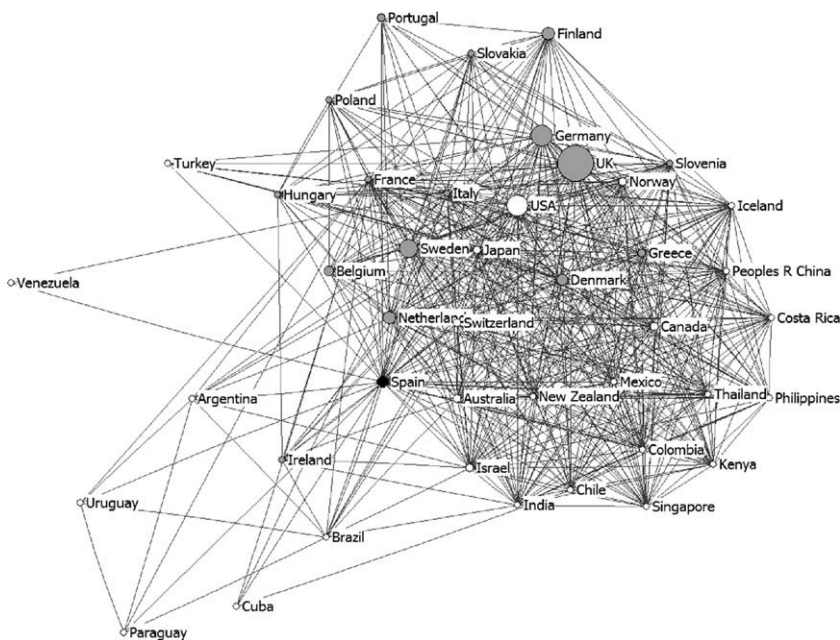 Portugal
Finland
Slovakia
Poland
Germany
Turkey
UK
Slovenia
France
Norway
Hungary
Italy
USA
Iceland
Sweden
Japan
Greece
Belgium
Peoples R China
Venezuela
Denmark
Netherland
Switzerland
Costa Rica
Canada
Spain
Mexico
Argentina
Australia
New Zealand
Thailand
Philippines
Colombia
Ireland
Israel
Kenya
Chile
Uruguay
India
Singapore
Brazil
Cuba
Paraguay